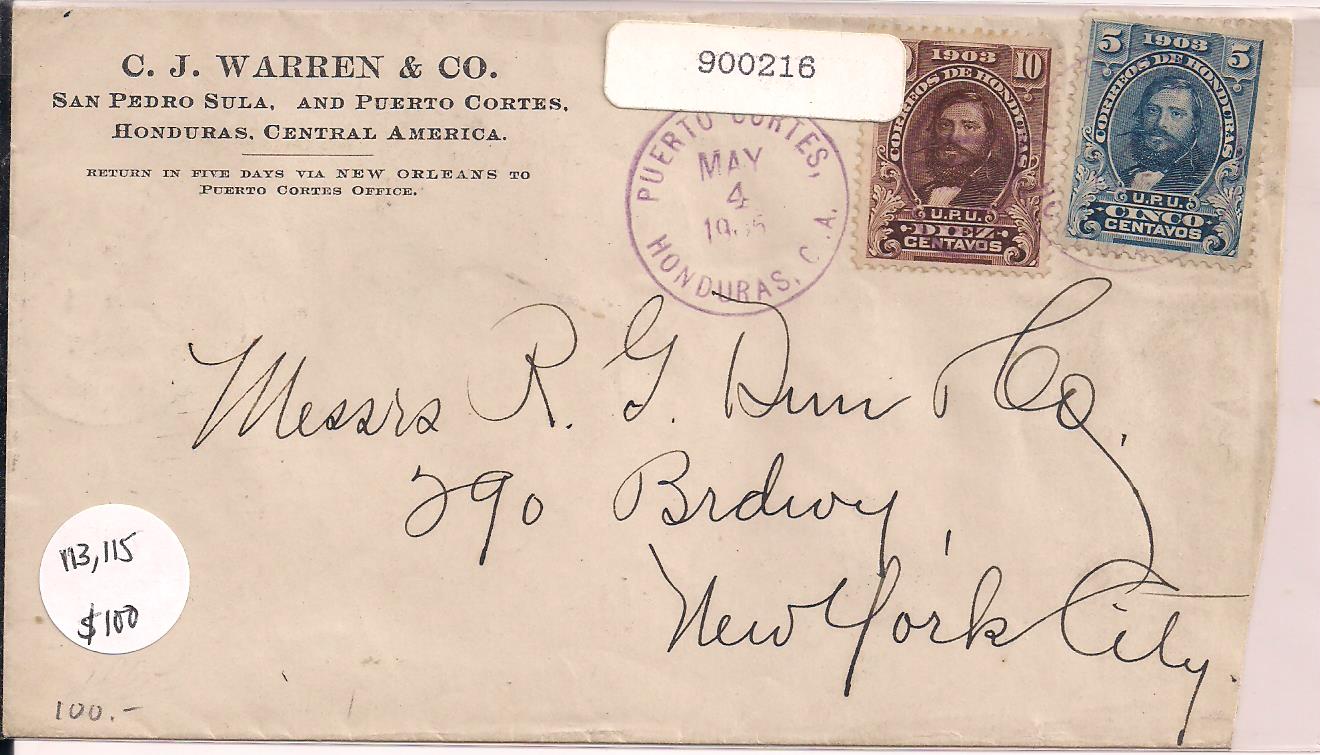 C. J. WARREN & CO.
SAN PEDRO SULA, AND PUERTO CORTES,
HONDURAS, CENTRAL AMERICA.
RETURN IN FIVE DAYS VIA NEW ORLEANS TO
PUERTO CORTES OFFICE.
900216
PUERTO CORTES,
MAY
4
HONDURAS, C. A.
1903 10
CORREOS DE HONDURAS
U.P.U.
DIEZ
CENTAVOS
5 1903 5
CORREOS DE HONDURAS
U.P.U.
CINCO
CENTAVOS
Messrs R. G. Dun Co.
290 Brdwy,
New York City.
113,115
$100
100.-